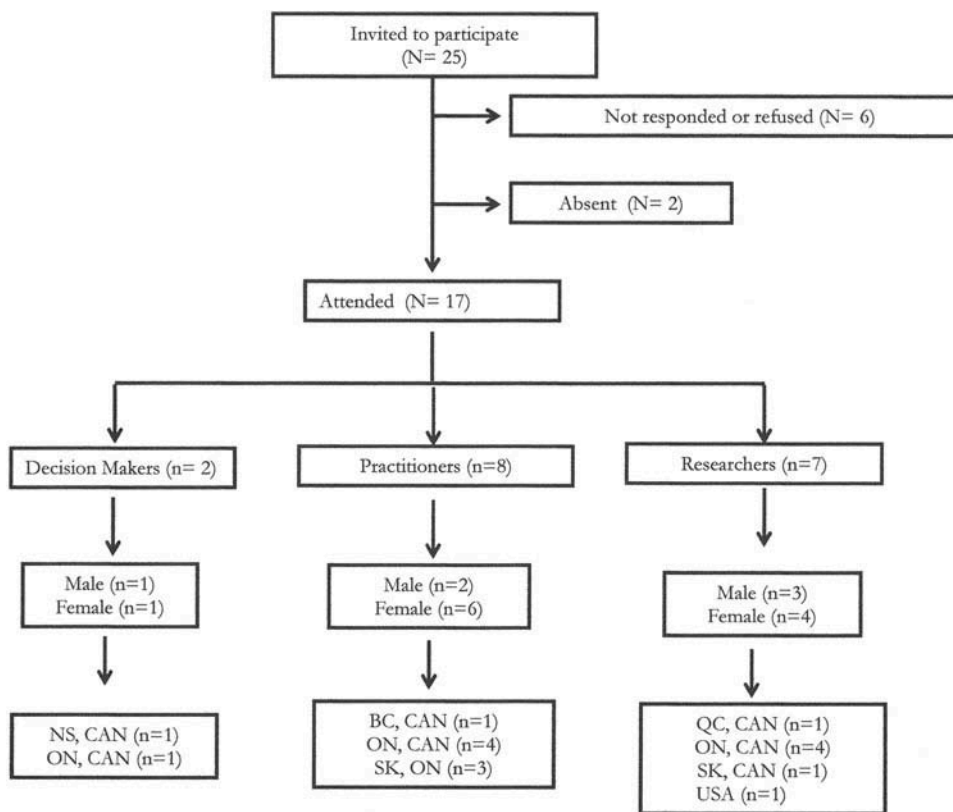 Invited to participate
(N= 25)
Not responded or refused (N= 6)
Absent (N= 2)
Attended (N= 17)
Decision Makers (n= 2)
Practitioners (n=8)
Researchers (n=7)
Male (n=1)
Female (n=1)
Male (n=2)
Female (n=6)
Male (n=3)
Female (n=4)
NS, CAN (n=1)
ON, CAN (n=1)
BC, CAN (n=1)
ON, CAN (n=4)
SK, ON (n=3)
QC, CAN (n=1)
ON, CAN (n=4)
SK, CAN (n=1)
USA (n=1)